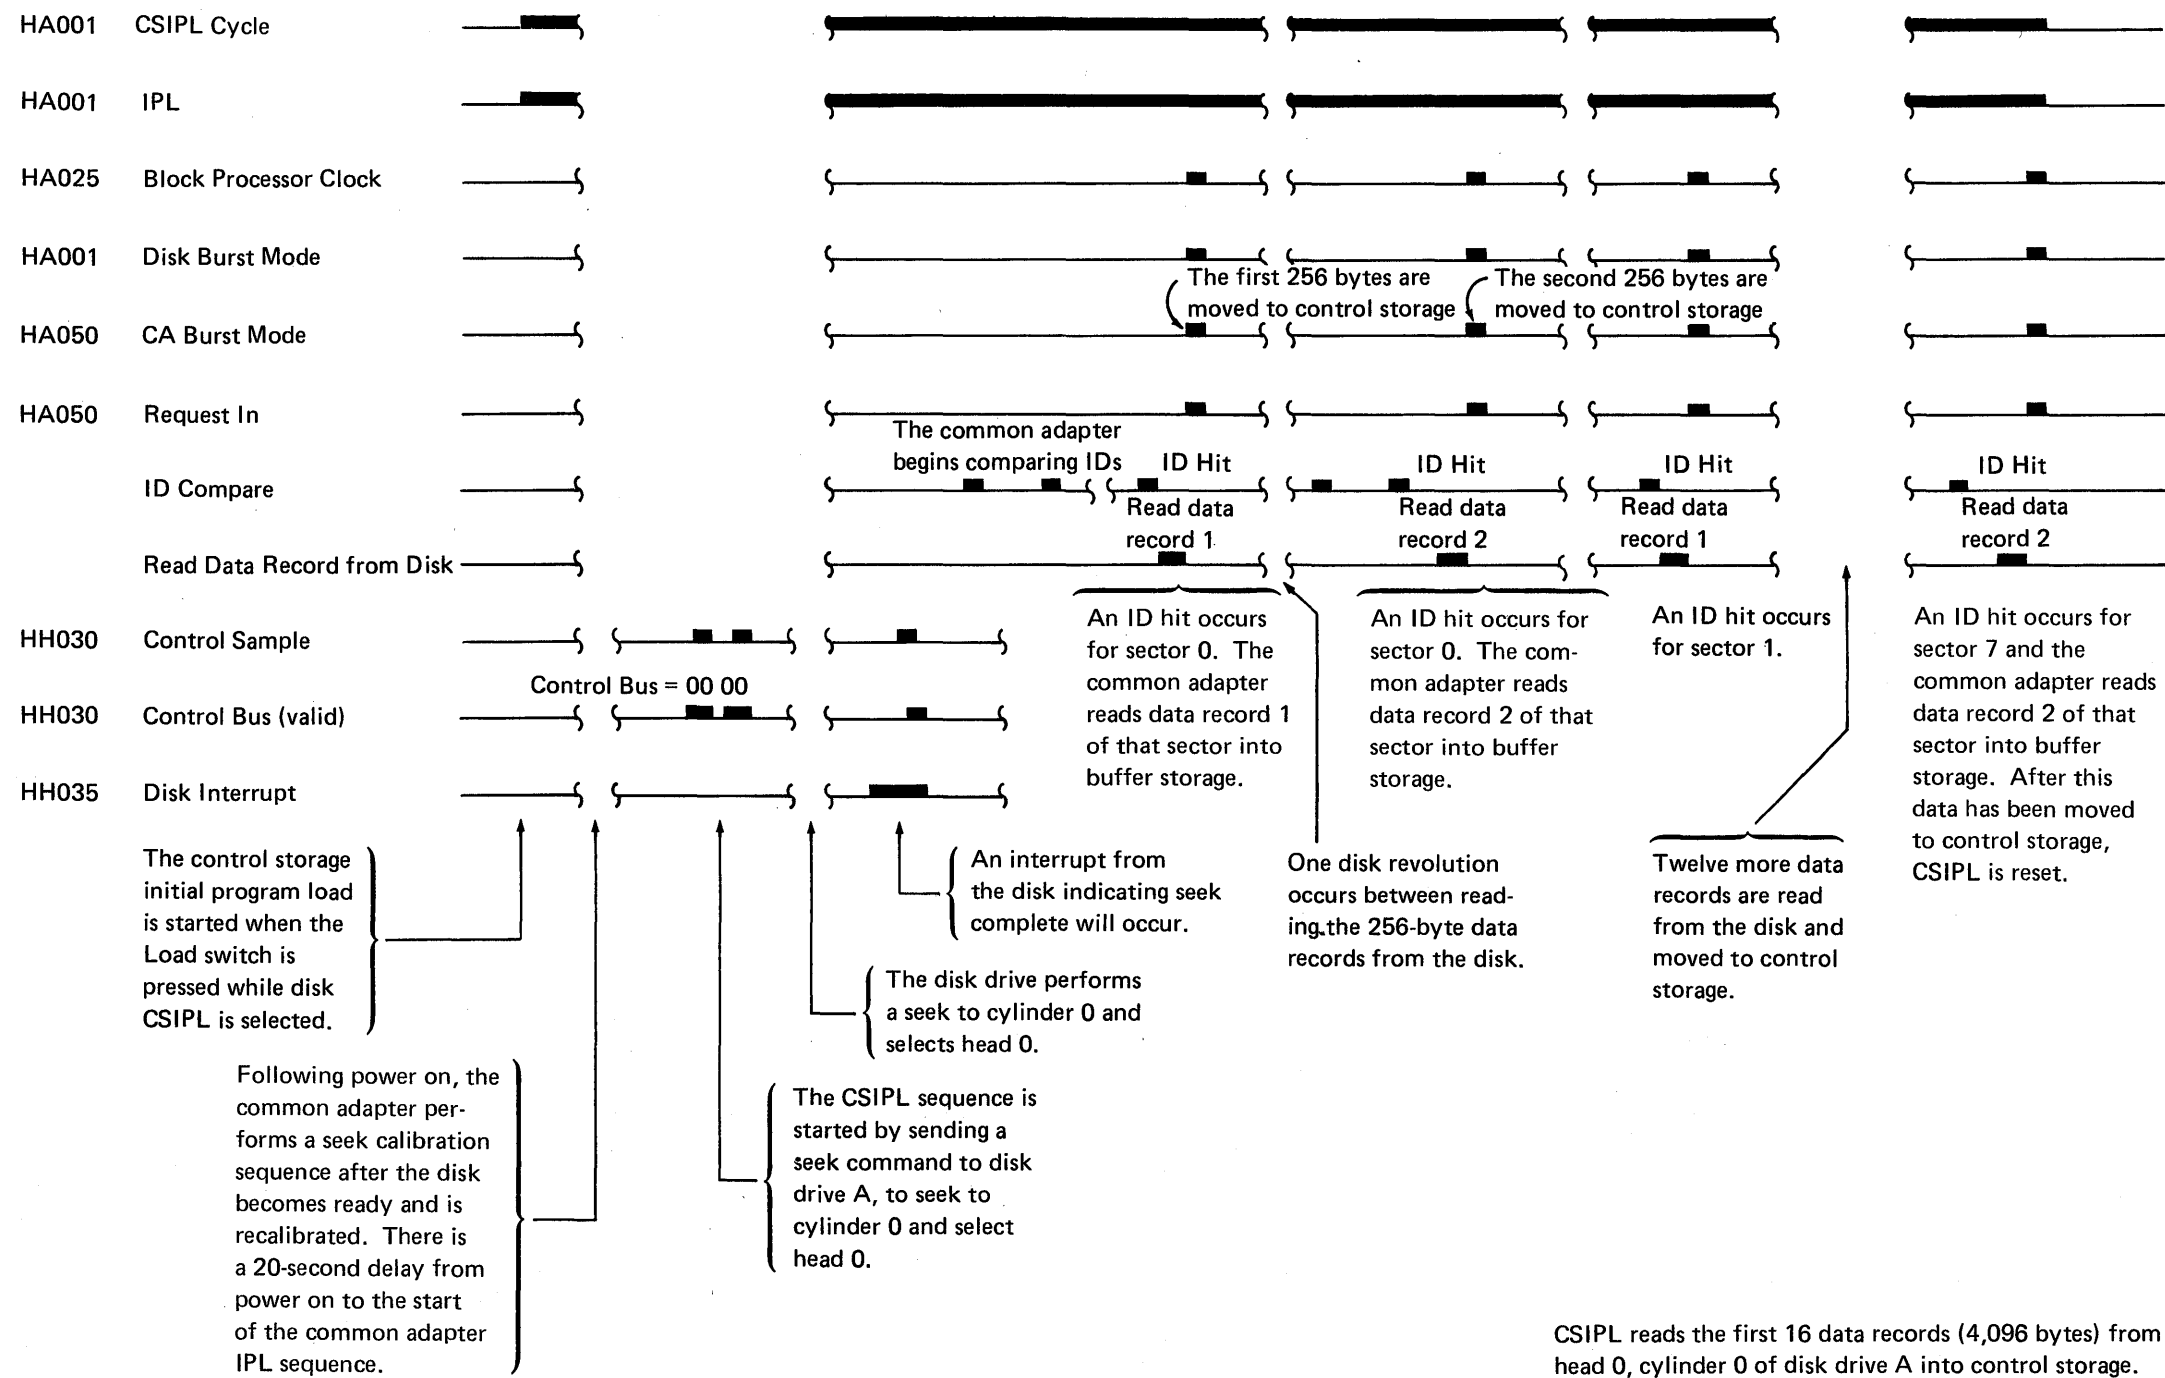 HA001 CSIPL Cycle
HA001 IPL
HA025 Block Processor Clock
HA001 Disk Burst Mode
The first 256 bytes are
moved to control storage
The second 256 bytes are
moved to control storage
HA050 CA Burst Mode
HA050 Request In
The common adapter
begins comparing IDs
ID Hit
ID Hit
ID Hit
ID Hit
ID Compare
Read data
record 1
Read data
record 2
Read data
record 1
Read data
record 2
Read Data Record from Disk
An ID hit occurs
for sector 0. The
common adapter
reads data record 1
of that sector into
buffer storage.
An ID hit occurs for
sector 0. The com-
mon adapter reads
data record 2 of that
sector into buffer
storage.
An ID hit occurs
for sector 1.
An ID hit occurs for
sector 7 and the
common adapter reads
data record 2 of that
sector into buffer
storage. After this
data has been moved
to control storage,
CSIPL is reset.
HH030 Control Sample
Control Bus = 00 00
HH030 Control Bus (valid)
HH035 Disk Interrupt
The control storage
initial program load
is started when the
Load switch is
pressed while disk
CSIPL is selected.
An interrupt from
the disk indicating seek
complete will occur.
One disk revolution
occurs between read-
ing the 256-byte data
records from the disk.
Twelve more data
records are read
from the disk and
moved to control
storage.
The disk drive performs
a seek to cylinder 0 and
selects head 0.
Following power on, the
common adapter per-
forms a seek calibration
sequence after the disk
becomes ready and is
recalibrated. There is
a 20-second delay from
power on to the start
of the common adapter
IPL sequence.
The CSIPL sequence is
started by sending a
seek command to disk
drive A, to seek to
cylinder 0 and select
head 0.
CSIPL reads the first 16 data records (4,096 bytes) from
head 0, cylinder 0 of disk drive A into control storage.